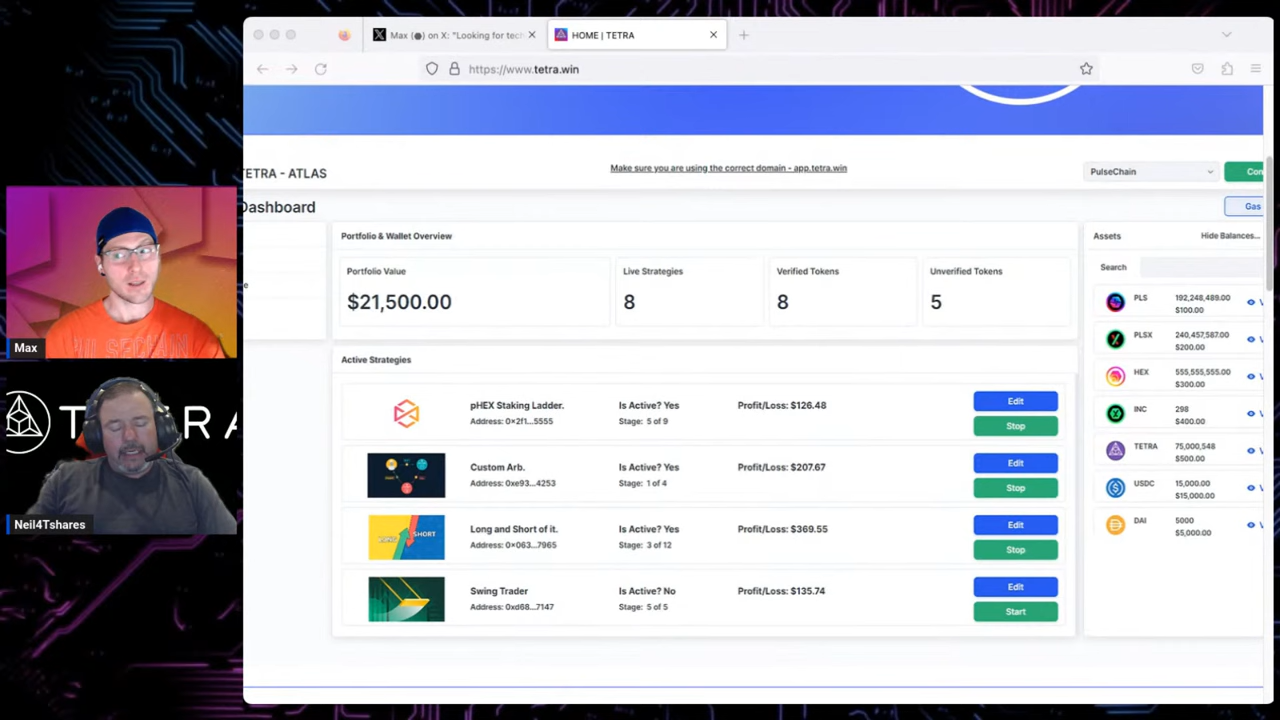 Max (●) on X: "Looking for tech
HOME | TETRA
https://www.tetra.win
TETRA - ATLAS
Make sure you are using the correct domain - app.tetra.win
PulseChain
Con
Dashboard
Gas
Portfolio & Wallet Overview
Portfolio Value
$21,500.00
Live Strategies
8
Verified Tokens
8
Unverified Tokens
5
Active Strategies
pHEX Staking Ladder.
Address: 0x2f1...5555
Is Active? Yes
Stage: 5 of 9
Profit/Loss: $126.48
Edit
Stop
Custom Arb.
Address: 0xe93...4253
Is Active? Yes
Stage: 1 of 4
Profit/Loss: $207.67
Edit
Stop
SHORT
Long and Short of it.
Address: 0x063...7965
Is Active? Yes
Stage: 3 of 12
Profit/Loss: $369.55
Edit
Stop
Swing Trader
Address: 0xd68...7147
Is Active? No
Stage: 5 of 5
Profit/Loss: $135.74
Edit
Start
Assets
Hide Balances...
Search
PLS
192,248,489.00
$100.00
PLSX
240,457,587.00
$200.00
HEX
555,555,555.00
$300.00
INC
298
$400.00
TETRA
75,000,548
$500.00
USDC
15,000.00
$15,000.00
DAI
5000
$5,000.00
Max
Neil4Tshares